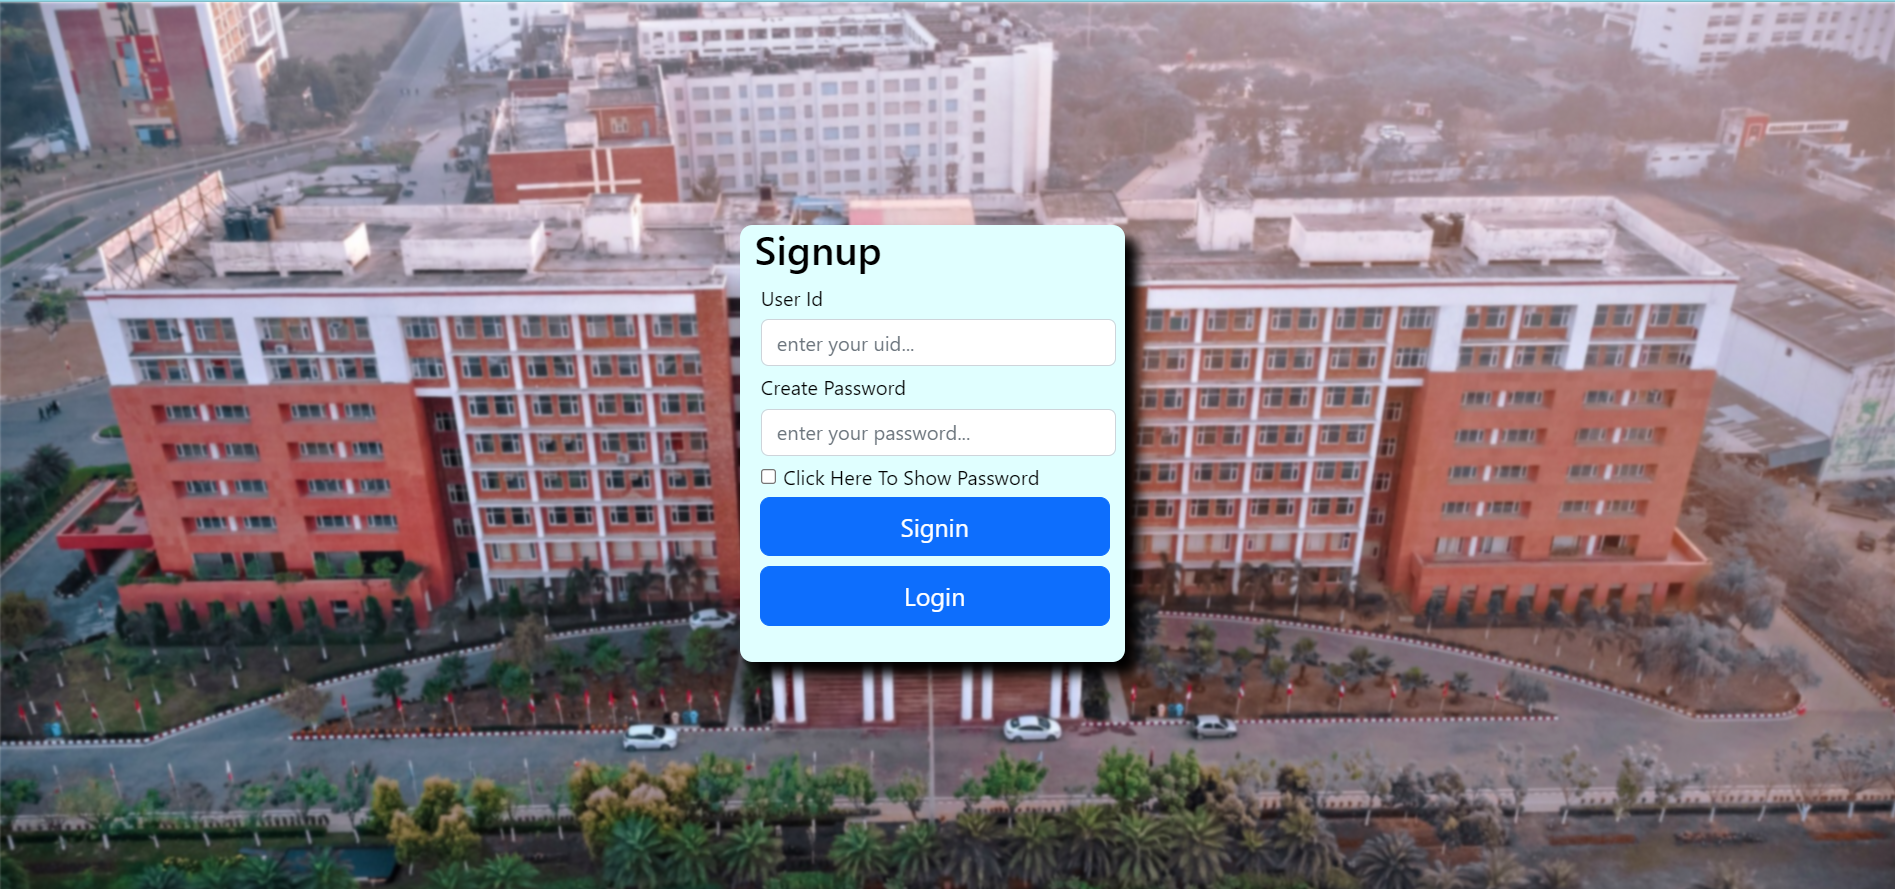 Signup
User Id
enter your uid...
Create Password
enter your password...
Click Here To Show Password
Signin
Login